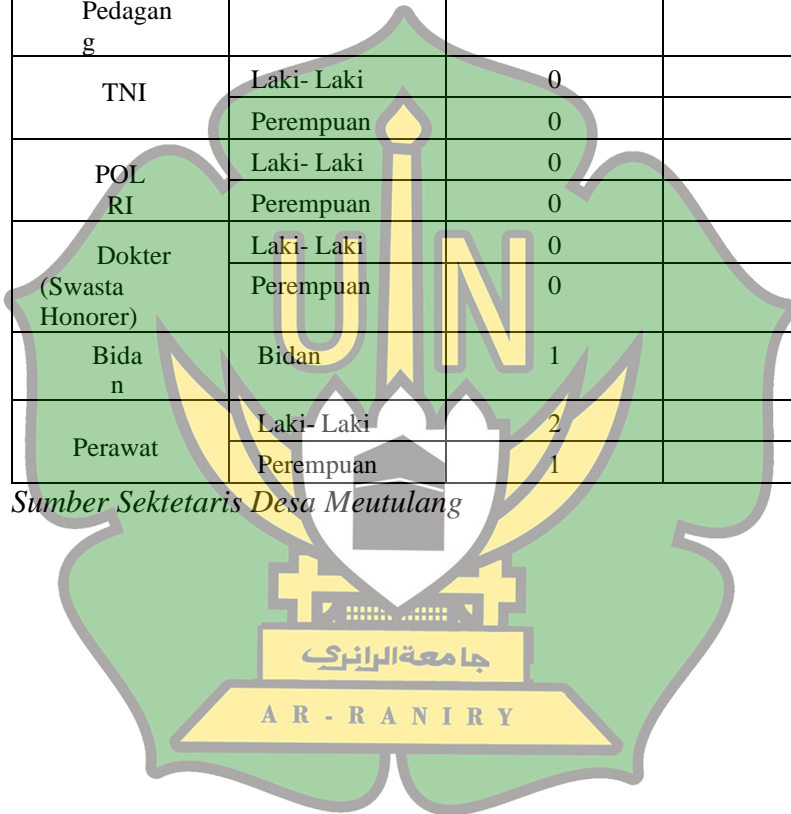 Pedagan
g
TNI Laki- Laki 0
Perempuan 0
POL
RI
Laki- Laki 0
Perempuan 0
Dokter
(Swasta
Honorer)
Laki- Laki 0
Perempuan 0
Bida
n
Bidan 1
Perawat
Laki- Laki 2
Perempuan 1
Sumber Sektetaris Desa Meutulang
UIN
جامعة الرانري
AR-RANIRY